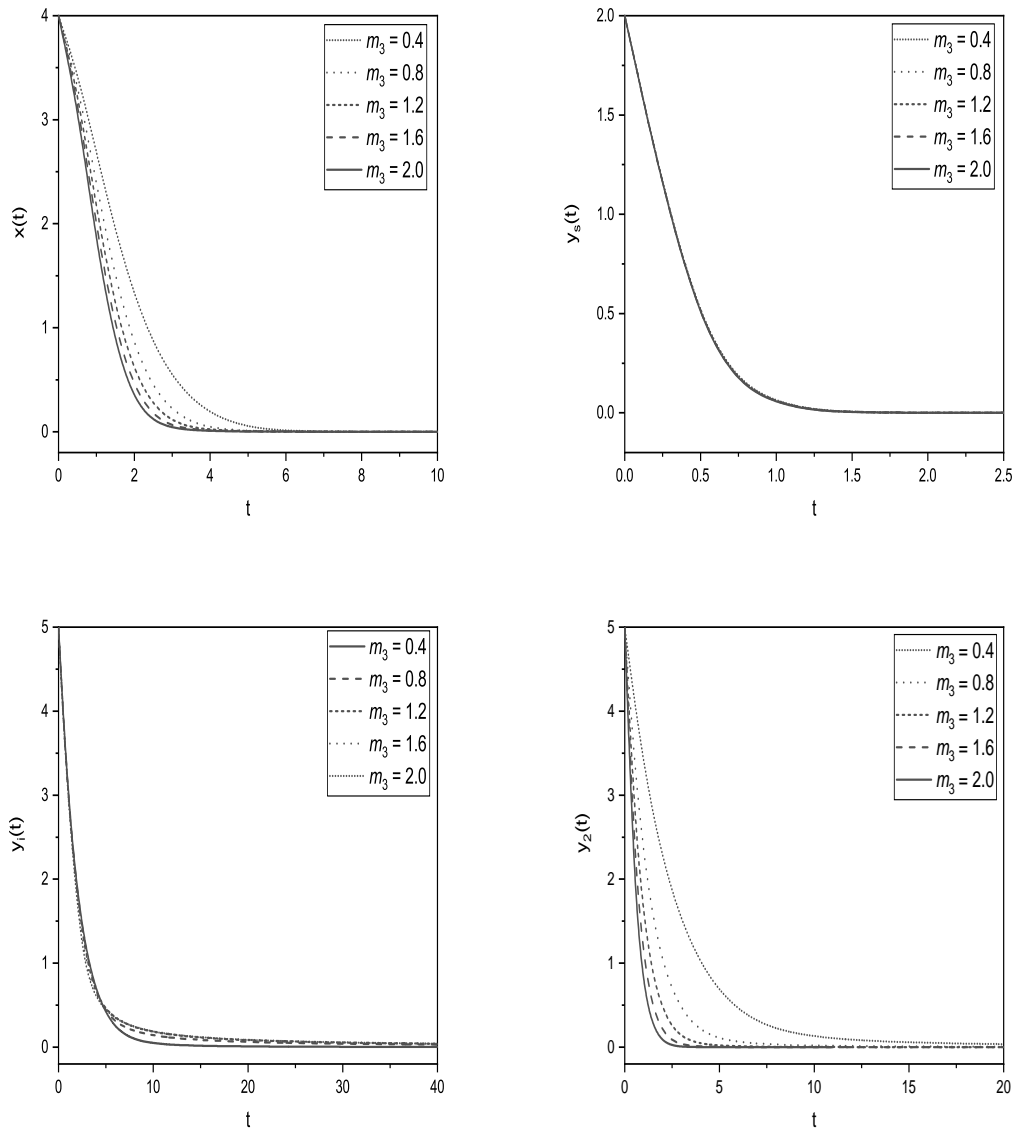 4
3
2
1
0
x(t)
0
2
4
6
8
10
t
m3 = 0.4
m3 = 0.8
m3 = 1.2
m3 = 1.6
m3 = 2.0
2.0
1.5
1.0
0.5
0.0
ys(t)
0.0
0.5
1.0
1.5
2.0
2.5
t
m3 = 0.4
m3 = 0.8
m3 = 1.2
m3 = 1.6
m3 = 2.0
5
4
3
2
1
0
yi(t)
0
10
20
30
40
t
m3 = 0.4
m3 = 0.8
m3 = 1.2
m3 = 1.6
m3 = 2.0
5
4
3
2
1
0
y2(t)
0
5
10
15
20
t
m3 = 0.4
m3 = 0.8
m3 = 1.2
m3 = 1.6
m3 = 2.0